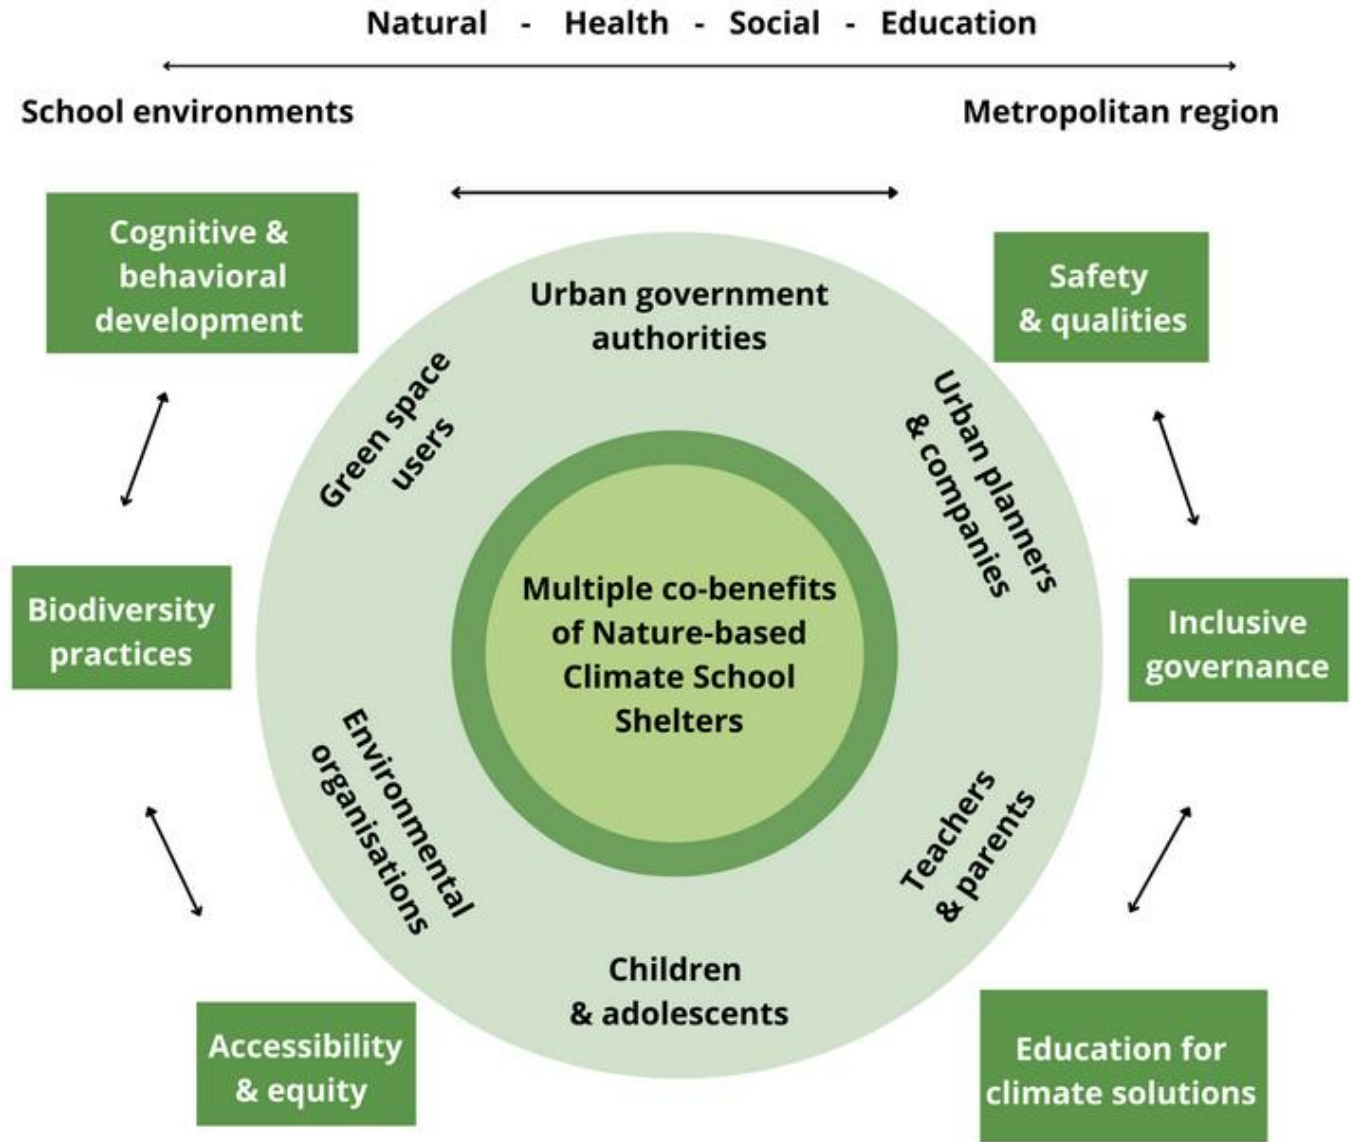 Natural - Health - Social - Education
School environments
Metropolitan region
Cognitive &
behavioral
development
Safety
& qualities
Urban government
authorities
Green space
users
Urban planners
& companies
Biodiversity
practices
Multiple co-benefits
of Nature-based
Climate School
Shelters
Inclusive
governance
Environmental
organisations
Teachers
& parents
Children
& adolescents
Accessibility
& equity
Education for
climate solutions